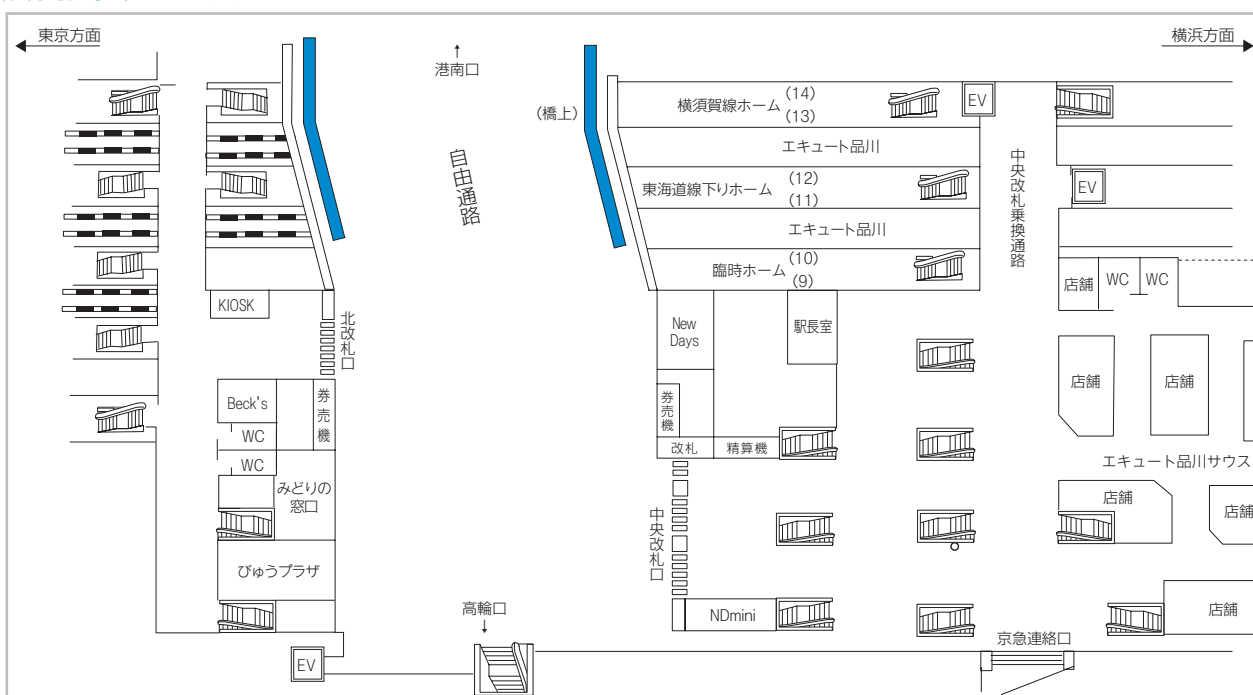 東京方面
横浜方面
港南口
(橋上)
自由通路
横須賀線ホーム
(14)
(13)
EV
エキュート品川
東海道線下りホーム
(12)
(11)
EV
エキュート品川
臨時ホーム
(10)
(9)
中央改札乗換通路
店舗
WC
WC
KIOSK
北改札口
New
Days
駅長室
店舗
店舗
Beck's
券売機
WC
WC
券売機
改札
精算機
エキュート品川サウス
みどりの
窓口
店舗
店舗
中央改札口
びゅうプラザ
高輪口
NDmini
店舗
京急連絡口
EV